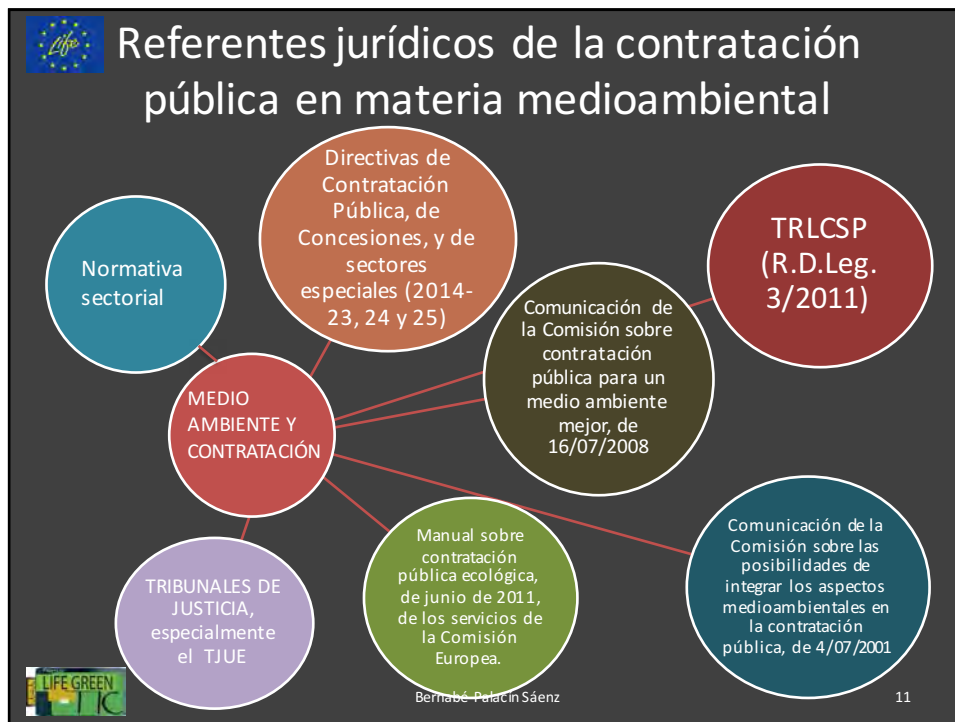 Life
Referentes jurídicos de la contratación
pública en materia medioambiental
Directivas de
Contratación
Pública, de
Concesiones, y de
sectores
especiales (2014-
23, 24 y 25)
TRLCSP
(R.D.Leg.
3/2011)
Normativa
sectorial
Comunicación de
la Comisión sobre
contratación
pública para un
medio ambiente
mejor, de
16/07/2008
MEDIO
AMBIENTE Y
CONTRATACIÓN
TRIBUNALES DE
JUSTICIA,
especialmente
el TJUE
Manual sobre
contratación
pública ecológica,
de junio de 2011,
de los servicios de
la Comisión
Europea.
Comunicación de la
Comisión sobre las
posibilidades de
integrar los aspectos
medioambientales en
la contratación
pública, de 4/07/2001
LIFE GREEN
TIC
Bernabé Palacín Sáenz
11